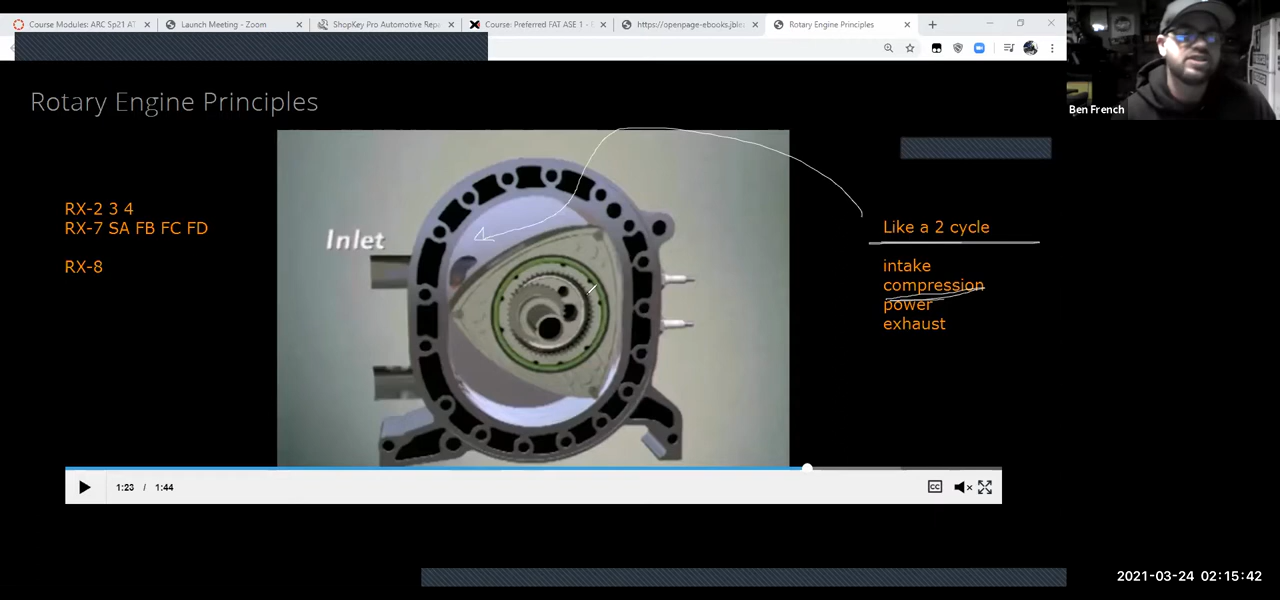 Course Modules: ARC Sp21 AT
Launch Meeting - Zoom
ShopKey Pro Automotive Repa
Course: Preferred FAT ASE 1 - E
https://openpage-ebooks.jblea
Rotary Engine Principles
Ben French
Rotary Engine Principles
RX-2 3 4
RX-7 SA FB FC FD
RX-8
Inlet
Like a 2 cycle
intake
compression
power
exhaust
1:23 / 1:44
CC
2021-03-24 02:15:42